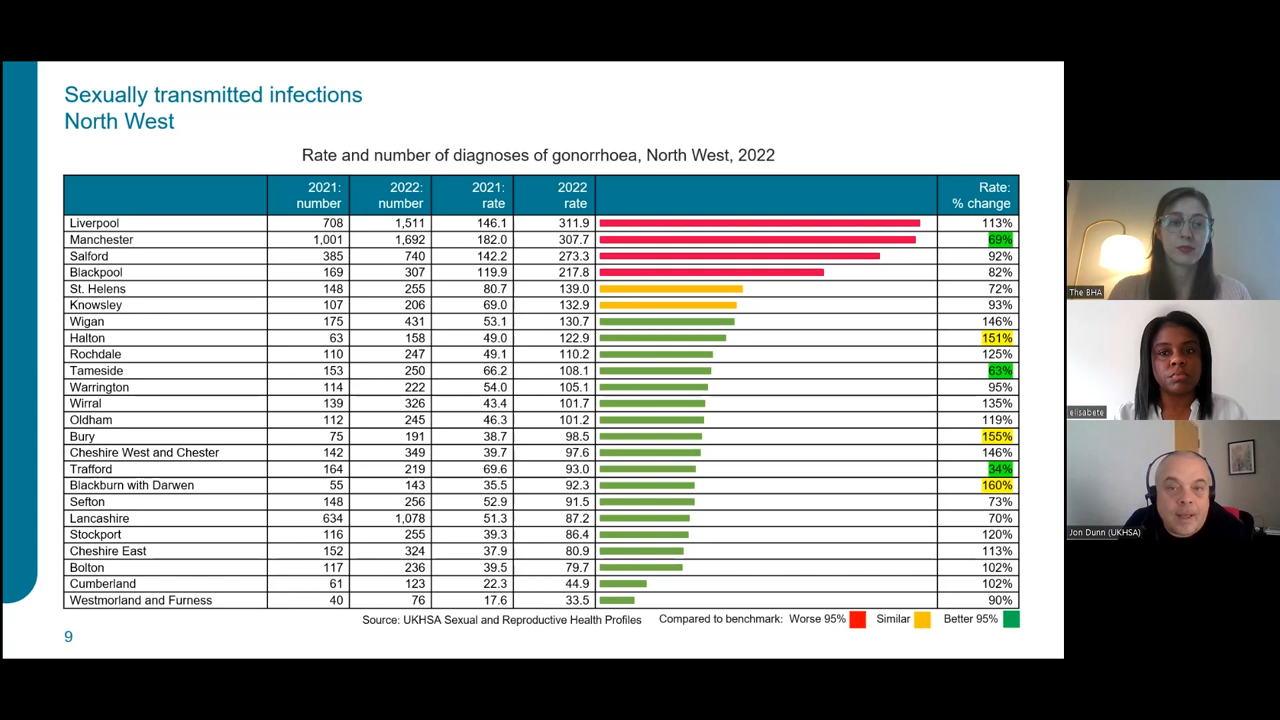 Sexually transmitted infections
North West
Rate and number of diagnoses of gonorrhoea, North West, 2022
2021: number 2022: number 2021: rate 2022 rate Rate: % change
Liverpool 708 1,511 146.1 311.9 113%
Manchester 1,001 1,692 182.0 307.7 69%
Salford 385 740 142.2 273.3 92%
Blackpool 169 307 119.9 217.8 82%
St. Helens 148 255 80.7 139.0 72%
Knowsley 107 206 69.0 132.9 93%
Wigan 175 431 53.1 130.7 146%
Halton 63 158 49.0 122.9 151%
Rochdale 110 247 49.1 110.2 125%
Tameside 153 250 66.2 108.1 63%
Warrington 114 222 54.0 105.1 95%
Wirral 139 326 43.4 101.7 135%
Oldham 112 245 46.3 101.2 119%
Bury 75 191 38.7 98.5 155%
Cheshire West and Chester 142 349 39.7 97.6 146%
Trafford 164 219 69.6 93.0 34%
Blackburn with Darwen 55 143 35.5 92.3 160%
Sefton 148 256 52.9 91.5 73%
Lancashire 634 1,078 51.3 87.2 70%
Stockport 116 255 39.3 86.4 120%
Cheshire East 152 324 37.9 80.9 113%
Bolton 117 236 39.5 79.7 102%
Cumberland 61 123 22.3 44.9 102%
Westmorland and Furness 40 76 17.6 33.5 90%
Source: UKHSA Sexual and Reproductive Health Profiles Compared to benchmark: Worse 95% Similar Better 95%
9
The BHA
elisabete
Jon Dunn (UKHSA)